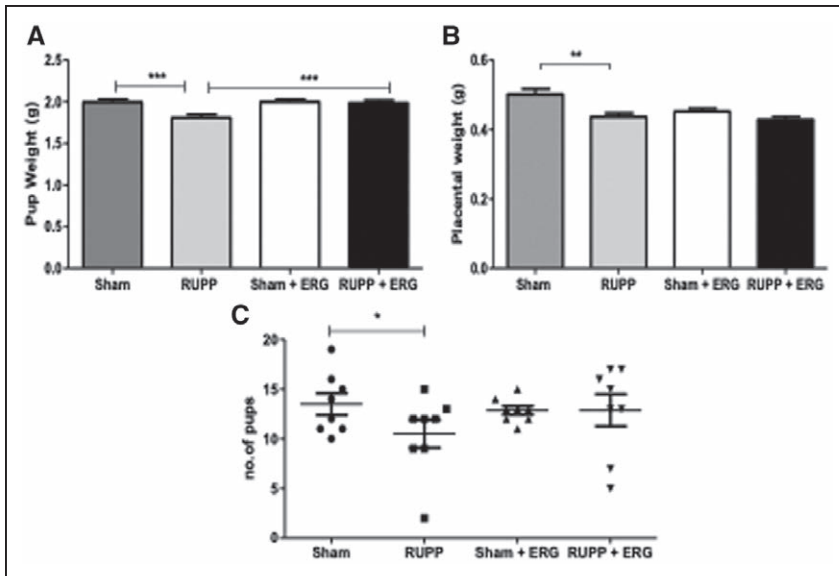 A
Pup Weight (g)
2.5
2.0
1.5
1.0
0.5
0.0
***
***
Sham
RUPP
Sham + ERG
RUPP + ERG
B
Placental weight (g)
0.6
0.4
0.2
0.0
**
Sham
RUPP
Sham + ERG
RUPP + ERG
C
no.of pups
20
15
10
5
0
*
Sham
RUPP
Sham + ERG
RUPP + ERG